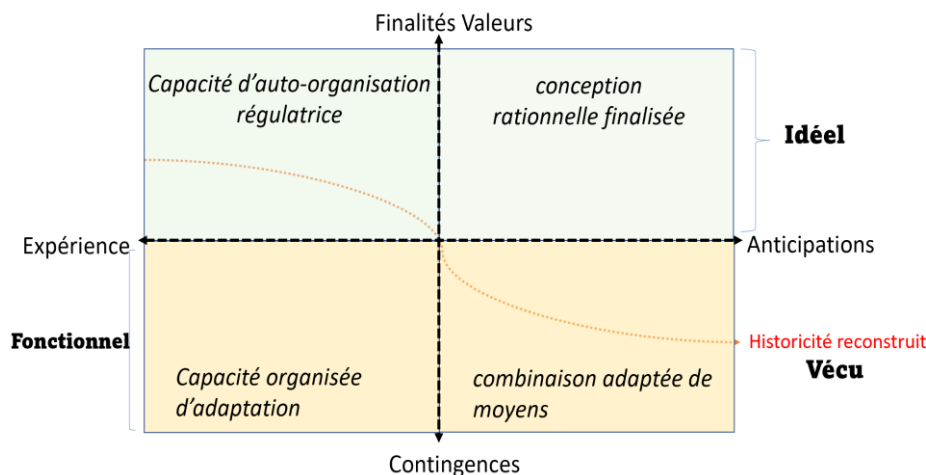 Finalités Valeurs
Capacité d'auto-organisation
régulatrice
conception
rationnelle finalisée
Idéel
Expérience
Anticipations
Fonctionnel
Historicité reconstruit
Vécu
Capacité organisée
d'adaptation
combinaison adaptée de
moyens
Contingences